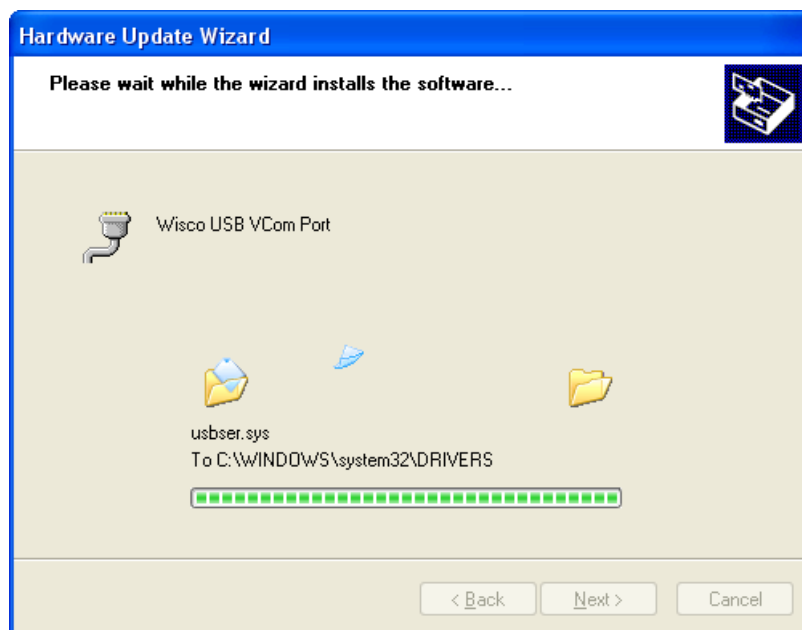 Hardware Update Wizard
Please wait while the wizard installs the software...
Wisco USB VCom Port
usbser.sys
To C:\WINDOWS\system32\DRIVERS
< Back Next > Cancel